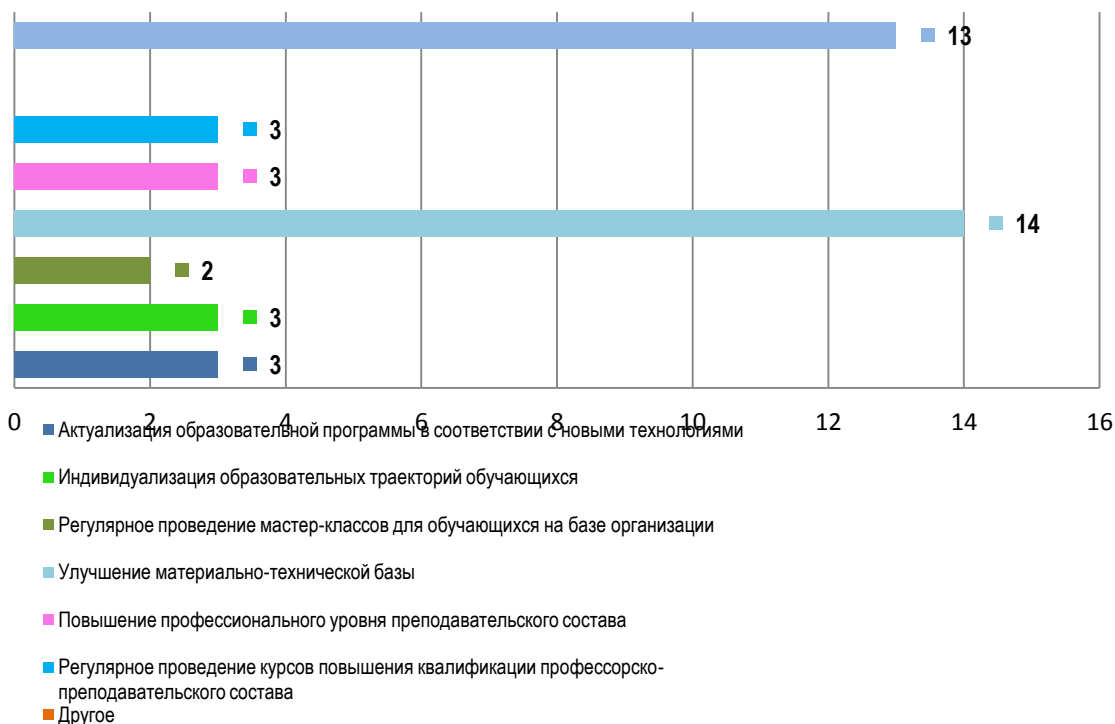 13
3
3
14
2
3
3
0 2 4 6 8 10 12 14 16
Актуализация образовательной программы в соответствии с новыми технологиями
Индивидуализация образовательных траекторий обучающихся
Регулярное проведение мастер-классов для обучающихся на базе организации
Улучшение материально-технической базы
Повышение профессионального уровня преподавательского состава
Регулярное проведение курсов повышения квалификации профессорско-
преподавательского состава
Другое